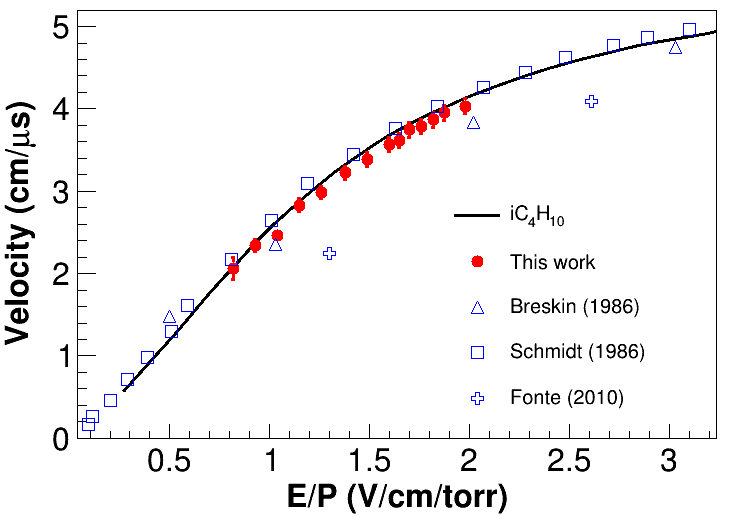 5
4
3
2
1
0
Velocity (cm/μs)
iC₄H₁₀
This work
Breskin (1986)
Schmidt (1986)
Fonte (2010)
0.5 1 1.5 2 2.5 3
E/P (V/cm/torr)